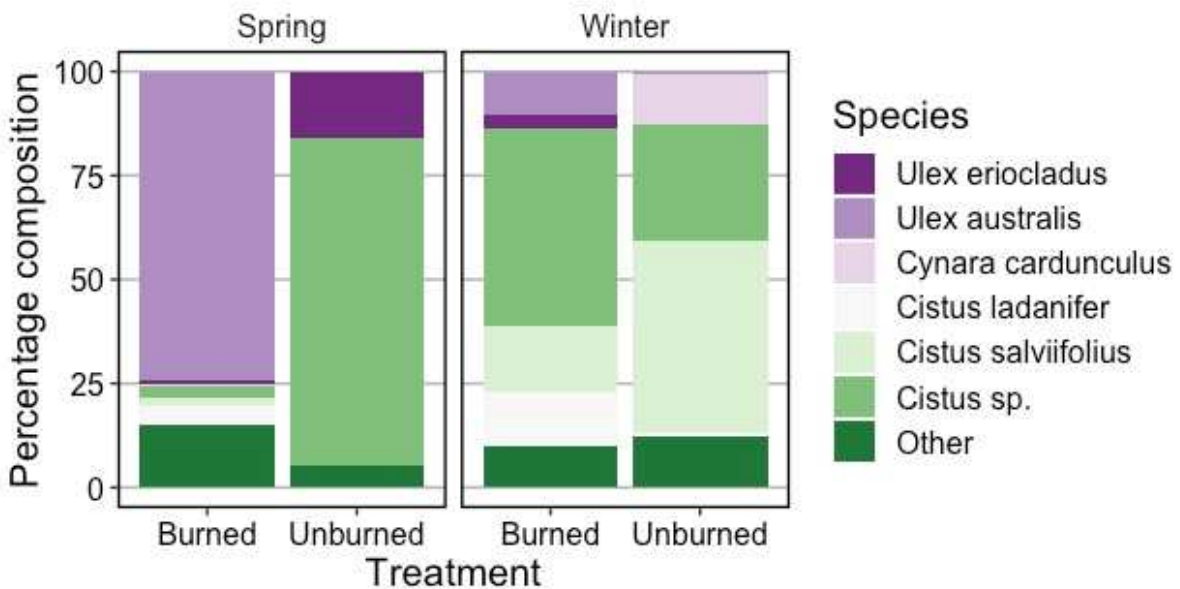 Spring
Winter
Percentage composition
100
75
50
25
0
Burned
Unburned
Burned
Unburned
Treatment
Species
Ulex eriocladus
Ulex australis
Cynara cardunculus
Cistus ladanifer
Cistus salviifolius
Cistus sp.
Other